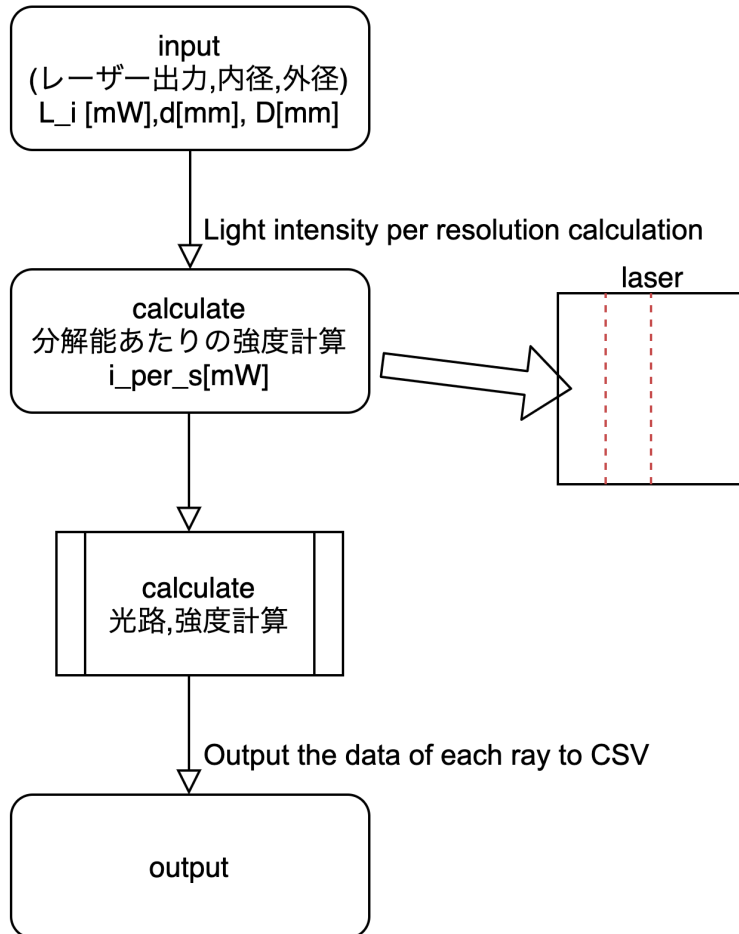 input
(レーザー出力,内径,外径)
L_i [mW],d[mm], D[mm]
Light intensity per resolution calculation
calculate
分解能あたりの強度計算
i_per_s[mW]
laser
calculate
光路,強度計算
Output the data of each ray to CSV
output